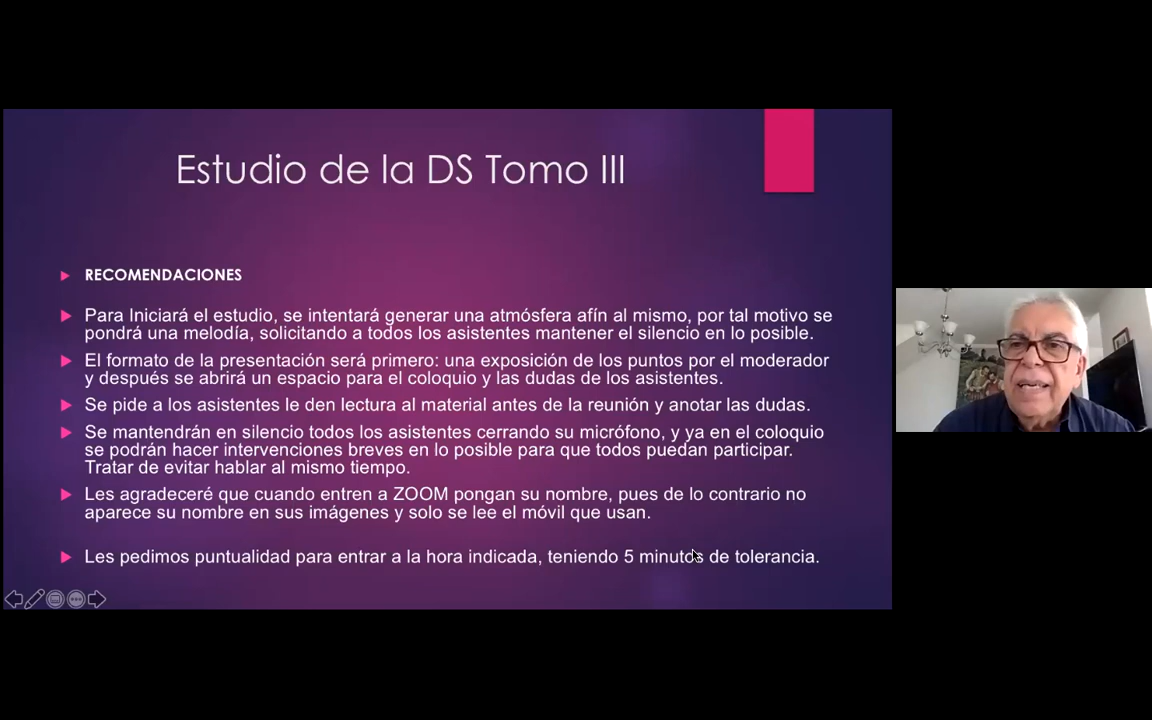 Estudio de la DS Tomo III
RECOMENDACIONES
Para Iniciará el estudio, se intentará generar una atmósfera afín al mismo, por tal motivo se
pondrá una melodía, solicitando a todos los asistentes mantener el silencio en lo posible.
El formato de la presentación será primero: una exposición de los puntos por el moderador
y después se abrirá un espacio para el coloquio y las dudas de los asistentes.
Se pide a los asistentes le den lectura al material antes de la reunión y anotar las dudas.
Se mantendrán en silencio todos los asistentes cerrando su micrófono, y ya en el coloquio
se podrán hacer intervenciones breves en lo posible para que todos puedan participar.
Tratar de evitar hablar al mismo tiempo.
Les agradeceré que cuando entren a ZOOM pongan su nombre, pues de lo contrario no
aparece su nombre en sus imágenes y solo se lee el móvil que usan.
Les pedimos puntualidad para entrar a la hora indicada, teniendo 5 minutos de tolerancia.